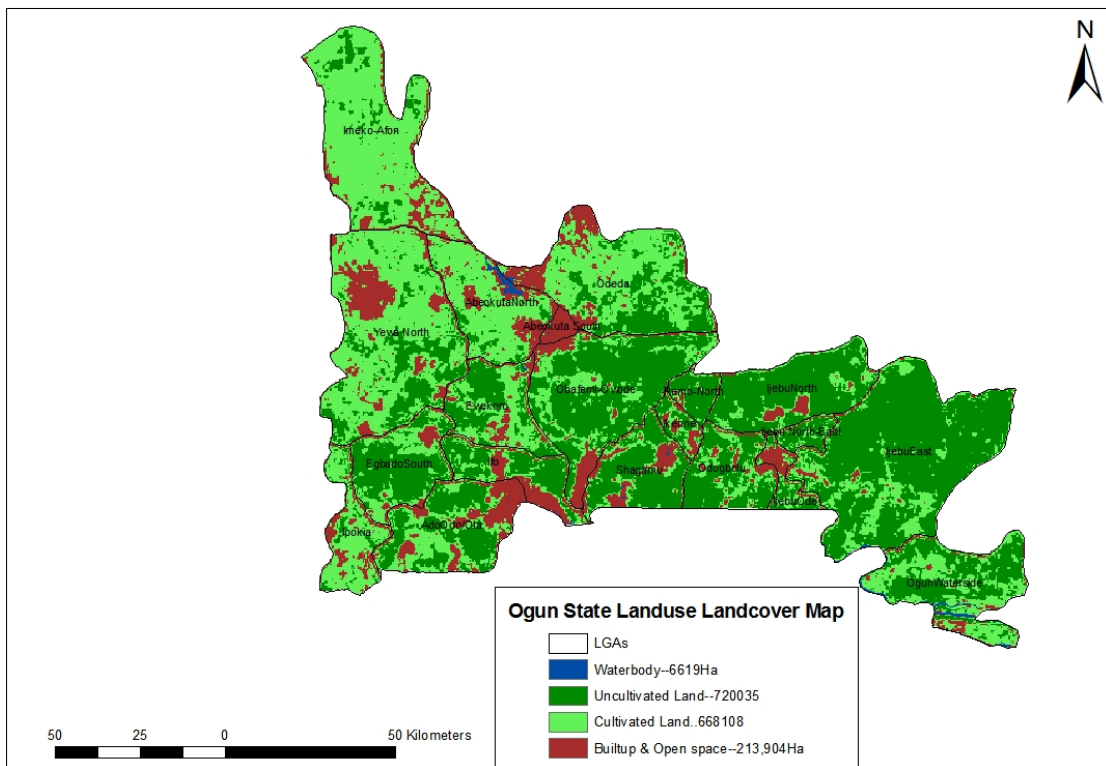 N
Imeko-Afon
Odeda
AbeokutaNorth
Abeokuta South
Yewa North
Obafemi-Owode
Remo-North
IjebuNorth
Ewekoro
Ikenne
Ijebu North-East
IjebuEast
EgbadoSouth
Ifo
Shagamu
Odogbolu
IjebuOde
Ipokia
AdoOdo/Ota
OgunWaterside
Ogun State Landuse Landcover Map
LGAs
Waterbody--6619Ha
Uncultivated Land--720035
Cultivated Land..668108
Builtup & Open space--213,904Ha
50 25 0 50 Kilometers